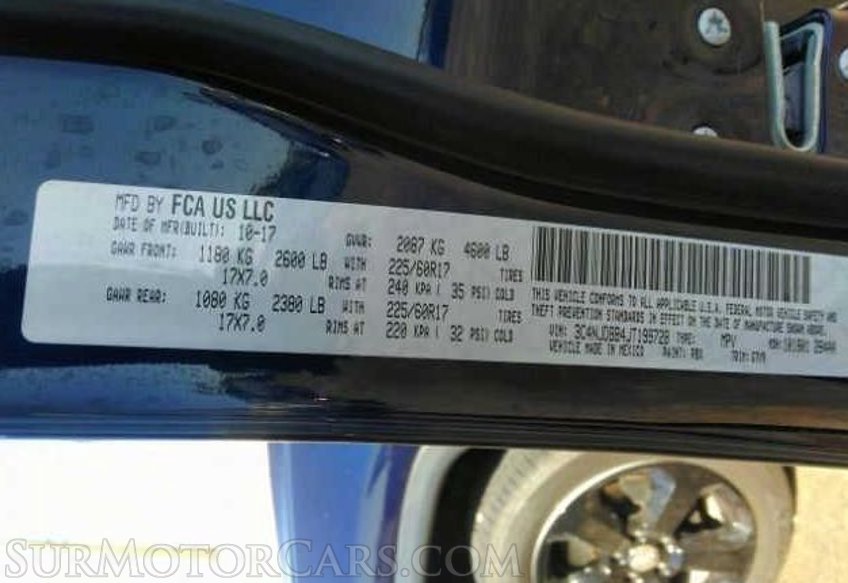 MFD BY FCA US LLC
DATE OF MFR(BUILT): 10-17 GVWR: 2087 KG 4600 LB
GAWR FRONT: 1180 KG 2600 LB WITH 225/60R17 TIRES
17X7.0 RIMS AT 240 KPA ( 35 PSI) COLD
GAWR REAR: 1080 KG 2380 LB WITH 225/60R17 TIRES
17X7.0 RIMS AT 220 KPA ( 32 PSI) COLD
THIS VEHICLE CONFORMS TO ALL APPLICABLE U.S.A. FEDERAL MOTOR VEHICLE SAFETY AND
THEFT PREVENTION STANDARDS IN EFFECT ON THE DATE OF MANUFACTURE SHOWN ABOVE.
VIN: TYPE: MPV
VEHICLE MADE IN MEXICO PAINT: PBX TRIM:
SURMOTORCARS.COM